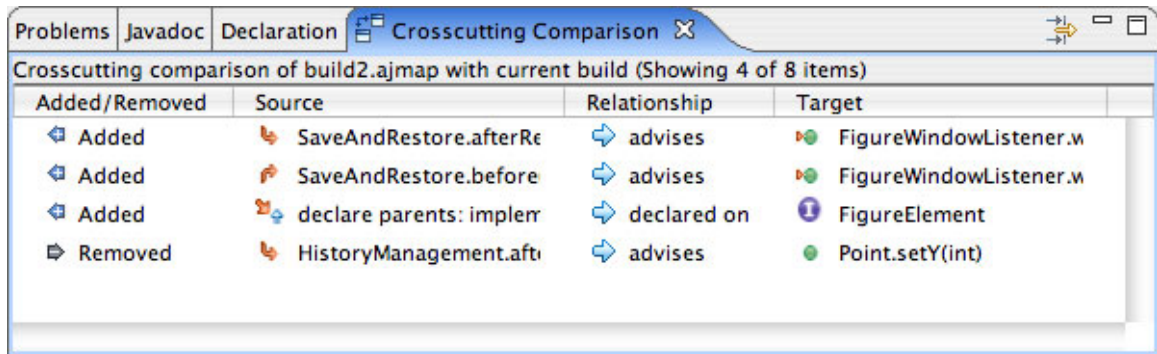 Problems Javadoc Declaration Crosscutting Comparison
Crosscutting comparison of build2.ajmap with current build (Showing 4 of 8 items)
Added/Removed Source Relationship Target
Added SaveAndRestore.afterRe advises FigureWindowListener.w
Added SaveAndRestore.before advises FigureWindowListener.w
Added declare parents: implem declared on I FigureElement
Removed HistoryManagement.aft advises Point.setY(int)